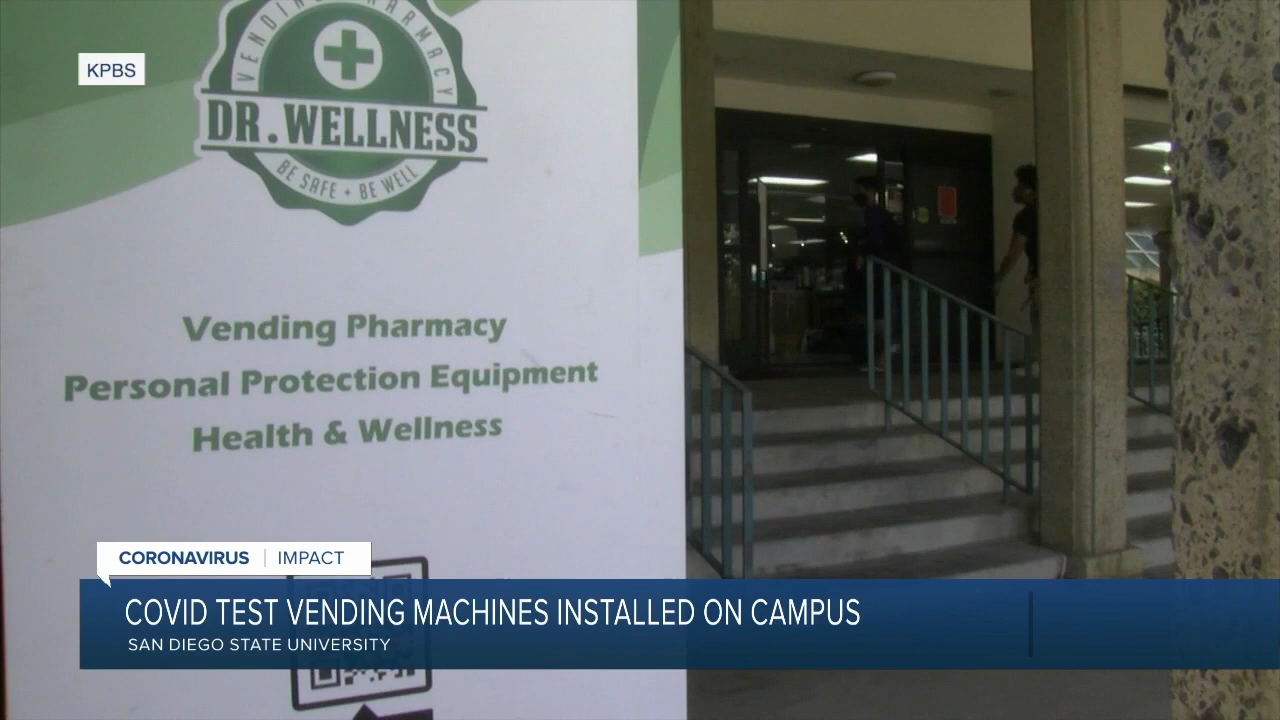 KPBS
VENDING PHARMACY
DR. WELLNESS
BE SAFE + BE WELL
Vending Pharmacy
Personal Protection Equipment
Health & Wellness
CORONAVIRUS | IMPACT
COVID TEST VENDING MACHINES INSTALLED ON CAMPUS
SAN DIEGO STATE UNIVERSITY